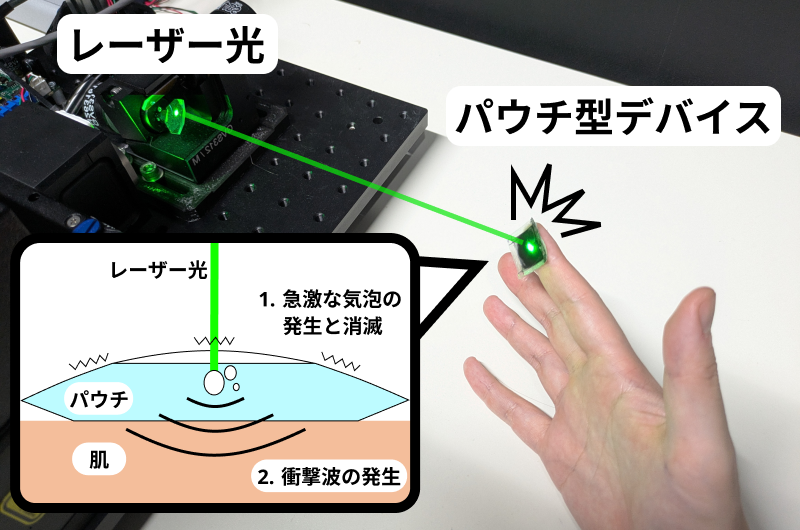 レーザー光
パウチ型デバイス
レーザー光
1. 急激な気泡の
発生と消滅
パウチ
肌
2. 衝撃波の発生